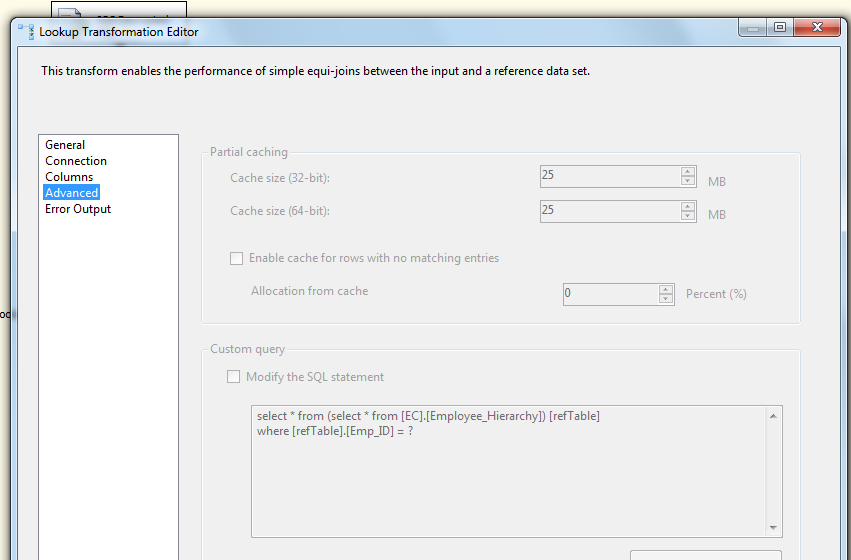 Lookup Transformation Editor
This transform enables the performance of simple equi-joins between the input and a reference data set.
General
Connection
Columns
Advanced
Error Output
Partial caching
Cache size (32-bit):
25
MB
Cache size (64-bit):
25
MB
Enable cache for rows with no matching entries
Allocation from cache
0
Percent (%)
Custom query
Modify the SQL statement
select * from (select * from [EC].[Employee_Hierarchy]) [refTable]
where [refTable].[Emp_ID] = ?